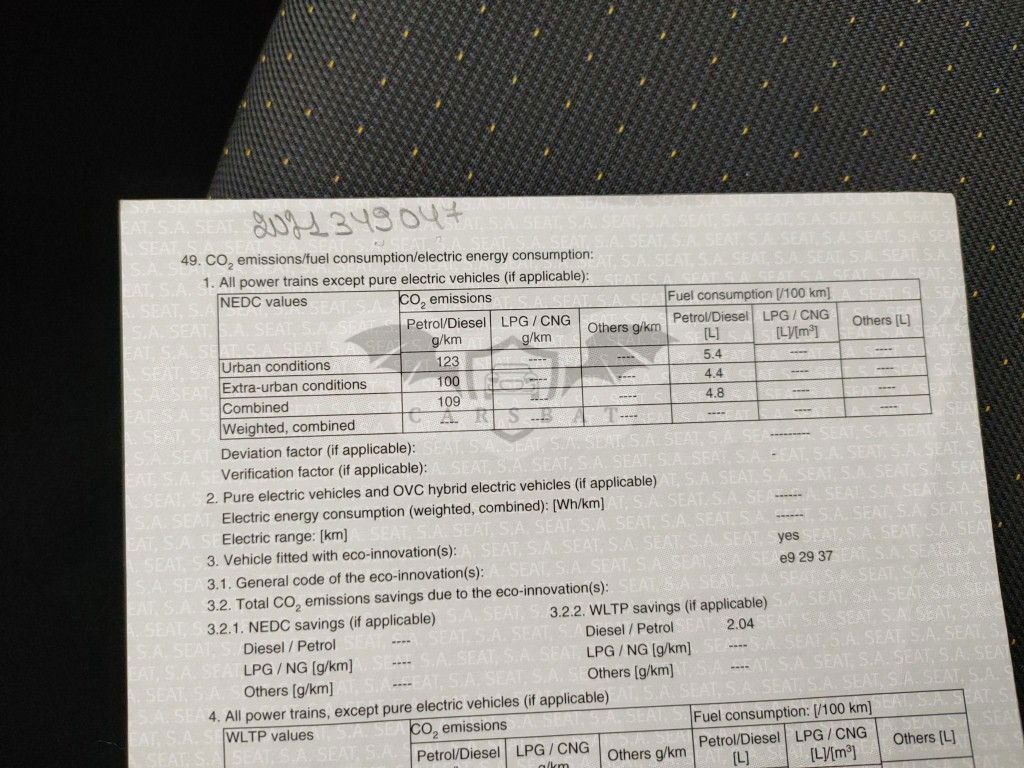 2021349047
49. CO₂ emissions/fuel consumption/electric energy consumption:
1. All power trains except pure electric vehicles (if applicable):
NEDC values CO₂ emissions Fuel consumption [/100 km]
Petrol/Diesel g/km LPG / CNG g/km Others g/km Petrol/Diesel [L] LPG / CNG [L]/[m³] Others [L]
Urban conditions 123 ---- ---- 5.4 ---- ----
Extra-urban conditions 100 ---- ---- 4.4 ---- ----
Combined 109 ---- ---- 4.8 ---- ----
Weighted, combined ---- ---- ---- ---- ---- ----
CARSBAT
Deviation factor (if applicable): ---------
Verification factor (if applicable): -
2. Pure electric vehicles and OVC hybrid electric vehicles (if applicable)
Electric energy consumption (weighted, combined): [Wh/km] ------
Electric range: [km] ------
3. Vehicle fitted with eco-innovation(s): yes
3.1. General code of the eco-innovation(s): e9 29 37
3.2. Total CO₂ emissions savings due to the eco-innovation(s):
3.2.1. NEDC savings (if applicable) 3.2.2. WLTP savings (if applicable)
Diesel / Petrol ---- Diesel / Petrol 2.04
LPG / NG [g/km] ---- LPG / NG [g/km] ----
Others [g/km] ---- Others [g/km] ----
4. All power trains, except pure electric vehicles (if applicable)
WLTP values CO₂ emissions Fuel consumption: [/100 km]
Petrol/Diesel LPG / CNG g/km Others g/km Petrol/Diesel [L] LPG / CNG [L]/[m³] Others [L]